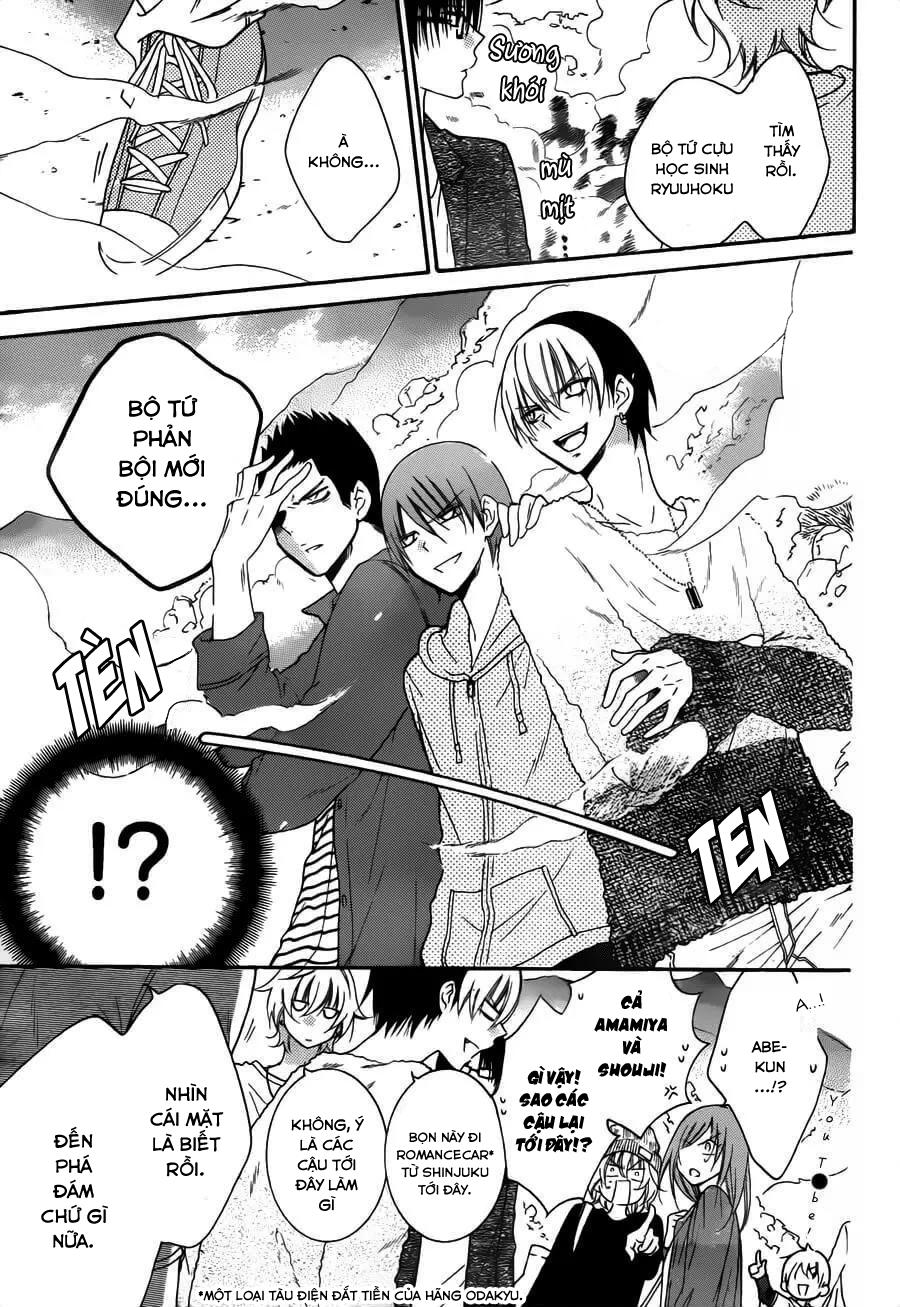 TÌM
THẤY
RỒI.
BỘ TỨ CỰU
HỌC SINH
RYUUHOKU
Sương
khói
mù
mịt
À
KHÔNG...
BỘ TỨ
PHẢN
BỘI MỚI
ĐÚNG...
TÈN
TEN
!?
A...!
ABE-
KUN
...!?
CẢ
AMAMIYA
VÀ
SHOUJI!
GÌ VẬY!
SAO CÁC
CẬU LẠI
TỚI ĐÂY!?
BỌN NÀY ĐI
ROMANCECAR*
TỪ SHINJUKU
TỚI ĐÂY.
KHÔNG, Ý
LÀ CÁC
CẬU TỚI
ĐÂY LÀM
GÌ
NHÌN
CÁI MẶT
LÀ BIẾT
RỒI.
ĐẾN
PHÁ
ĐÁM
CHỨ GÌ
NỮA.
You T●be
*MỘT LOẠI TÀU ĐIỆN ĐẮT TIỀN CỦA HÃNG ODAKYU.